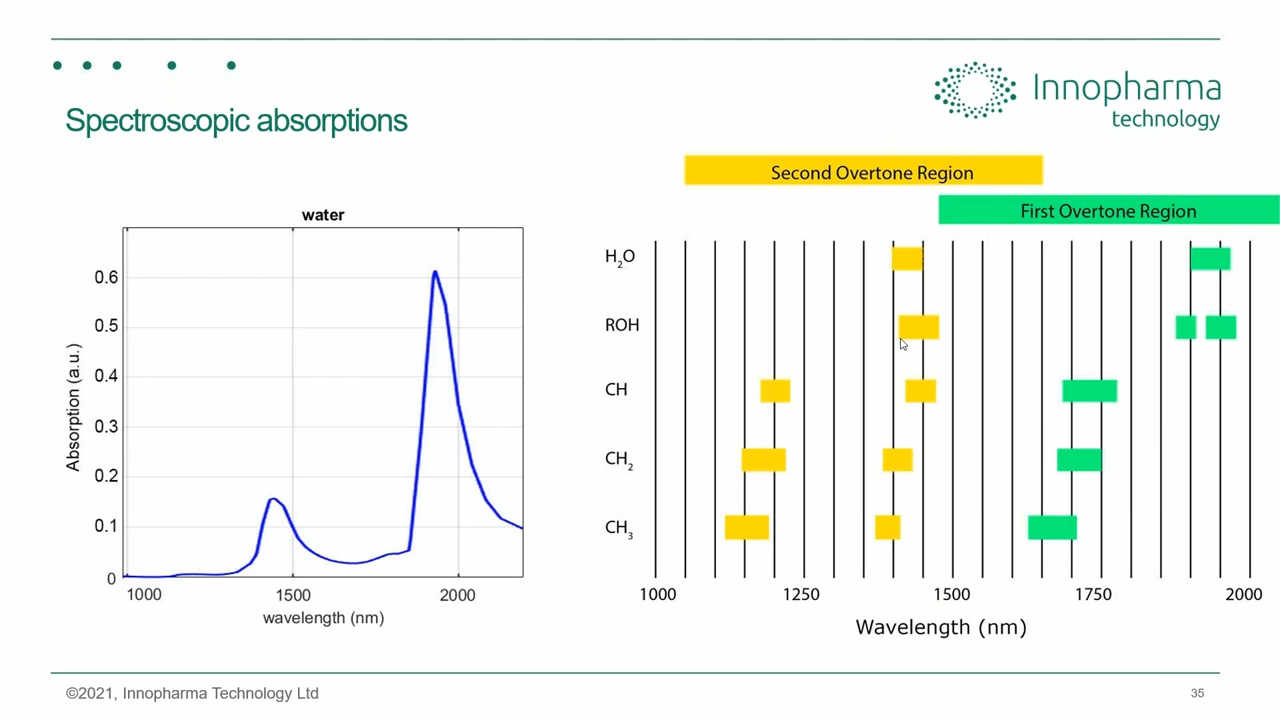 Innopharma
technology
Spectroscopic absorptions
Second Overtone Region
First Overtone Region
water
0.6
0.5
0.4
0.3
0.2
0.1
0
Absorption (a.u.)
1000 1500 2000
wavelength (nm)
H₂O
ROH
CH
CH₂
CH₃
1000 1250 1500 1750 2000
Wavelength (nm)
©2021, Innopharma Technology Ltd
35